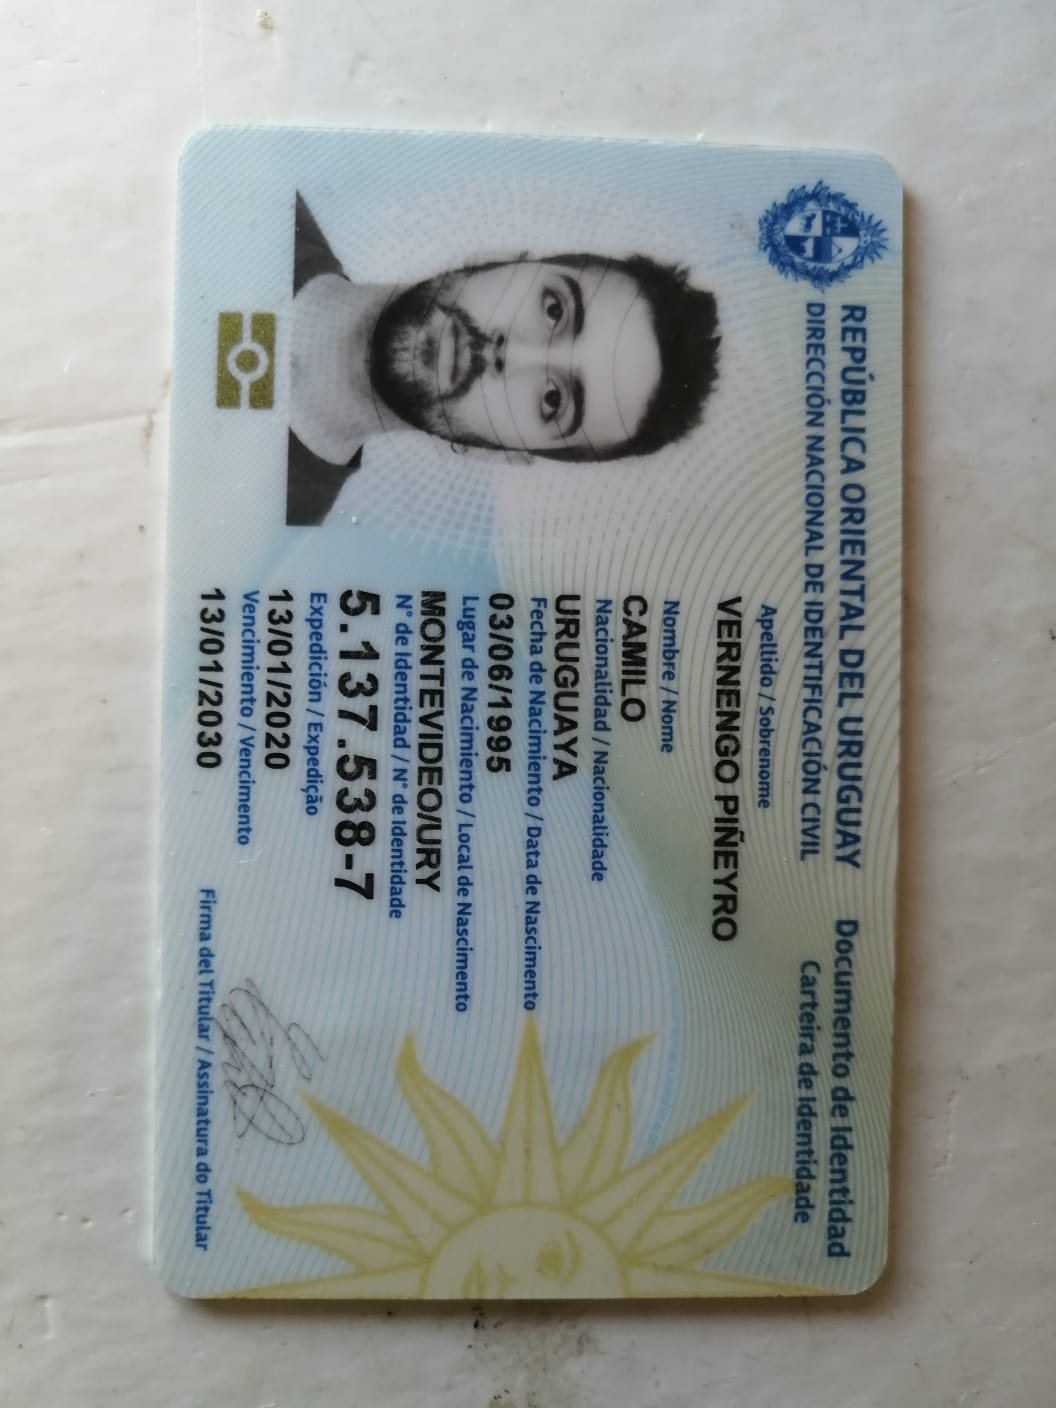 REPÚBLICA ORIENTAL DEL URUGUAY
DIRECCIÓN NACIONAL DE IDENTIFICACIÓN CIVIL
Documento de Identidad
Carteira de Identidade
Apellido / Sobrenome
VERNENGO PIÑEYRO
Nombre / Nome
CAMILO
Nacionalidad / Nacionalidade
URUGUAYA
Fecha de Nacimiento / Data de Nascimento
03/06/1995
Lugar de Nacimiento / Local de Nascimento
MONTEVIDEO/URY
N° de Identidad / N° de Identidade
5.137.538-7
Expedición / Expedição
13/01/2020
Vencimiento / Vencimento
13/01/2030
Firma del Titular / Assinatura do Titular